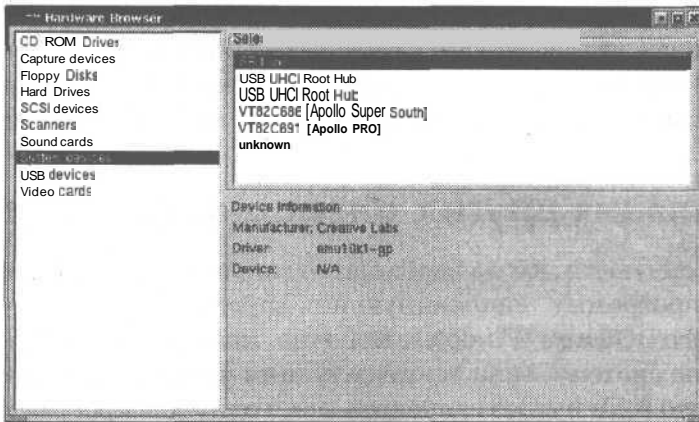 Hardware Browser
CD ROM Drives
Capture devices
Floppy Disks
Hard Drives
SCSI devices
Scanners
Sound cards
System devices
USB devices
Video cards
USB UHCI Root Hub
USB UHCI Root Hub
VT82C686 [Apollo Super South]
VT82C691 [Apollo PRO]
unknown
Device Information
Manufacturer: Creative Labs
Driver: emu10k1-gp
Device: N/A